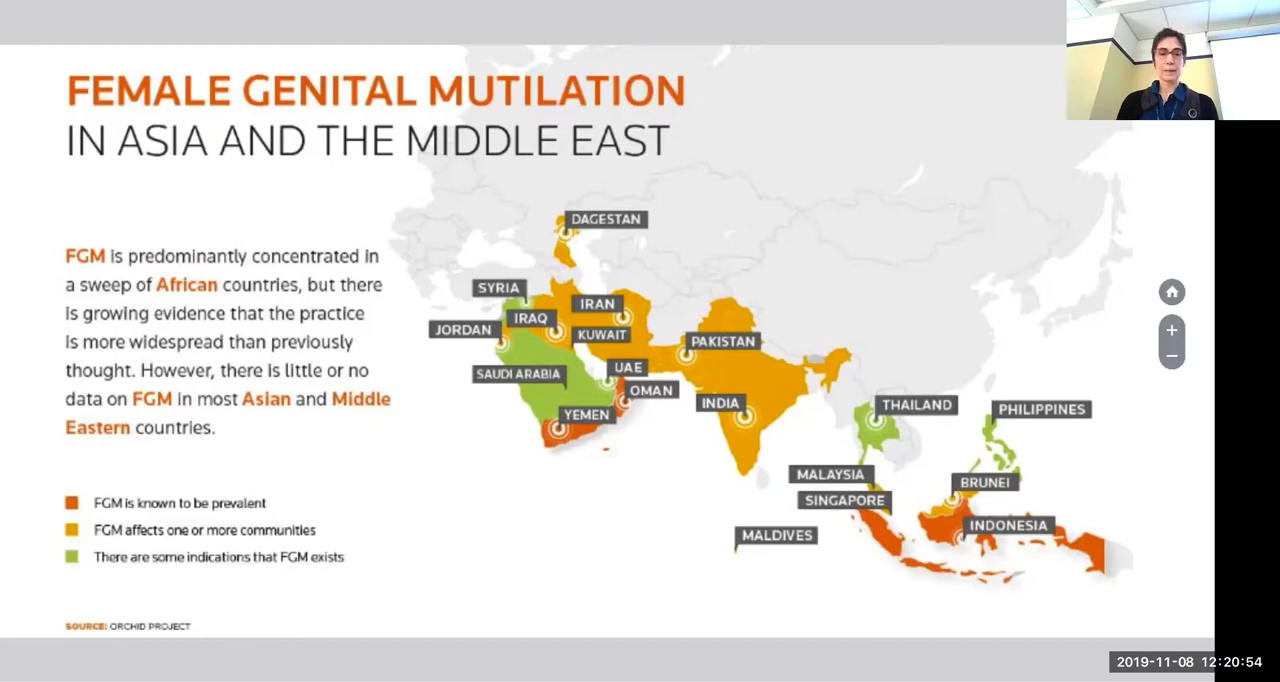 FEMALE GENITAL MUTILATION
IN ASIA AND THE MIDDLE EAST
FGM is predominantly concentrated in
a sweep of African countries, but there
is growing evidence that the practice
is more widespread than previously
thought. However, there is little or no
data on FGM in most Asian and Middle
Eastern countries.
FGM is known to be prevalent
FGM affects one or more communities
There are some indications that FGM exists
SOURCE: ORCHID PROJECT
DAGESTAN
SYRIA
IRAN
IRAQ
JORDAN
KUWAIT
PAKISTAN
SAUDI ARABIA
UAE
OMAN
YEMEN
INDIA
THAILAND
PHILIPPINES
MALAYSIA
BRUNEI
SINGAPORE
INDONESIA
MALDIVES
2019-11-08 12:20:54